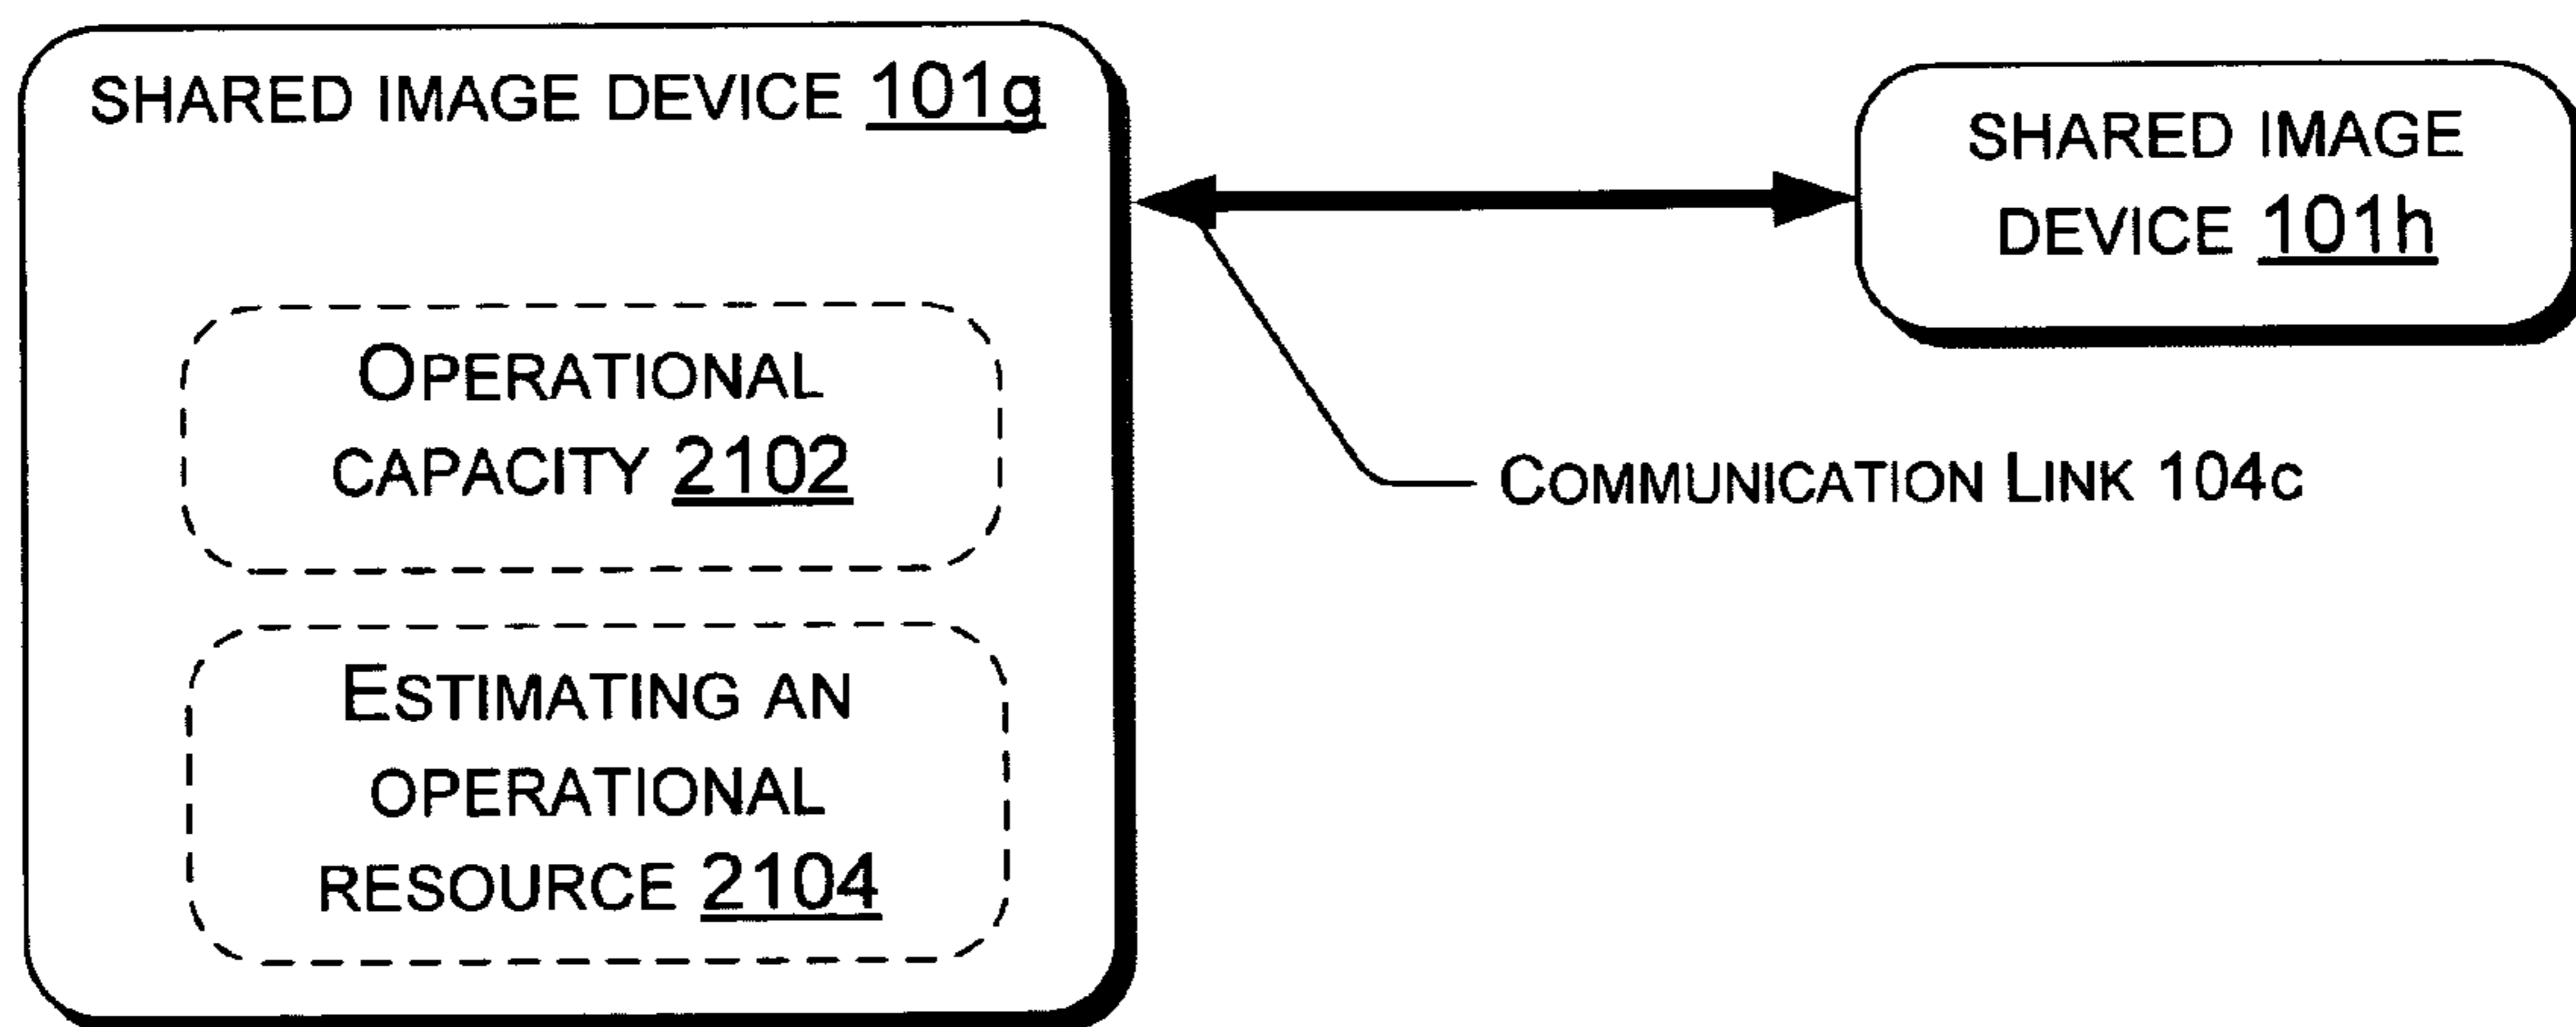 SHARED IMAGE DEVICE 101g
SHARED IMAGE
DEVICE 101h
OPERATIONAL
CAPACITY 2102
COMMUNICATION LINK 104c
ESTIMATING AN
OPERATIONAL
RESOURCE 2104